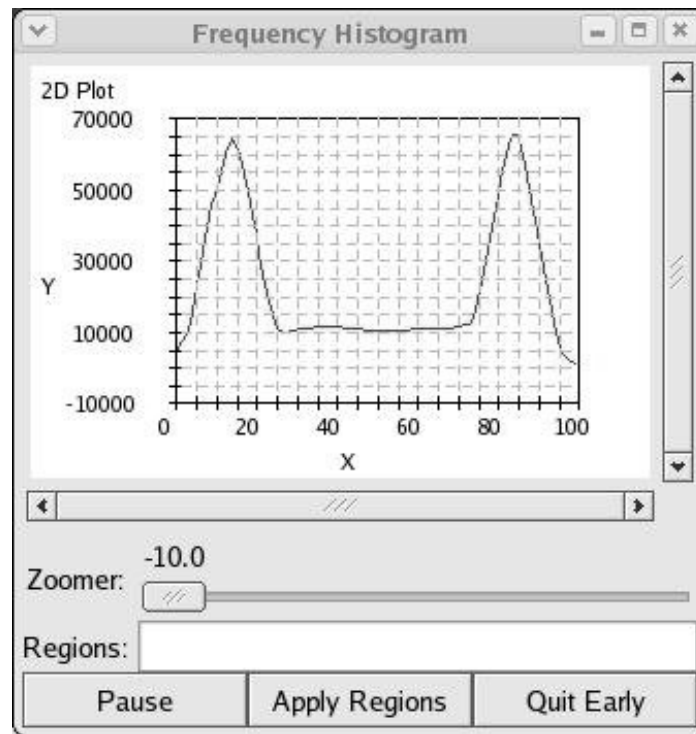 Frequency Histogram
2D Plot
70000
50000
30000
Y
10000
-10000
0 20 40 60 80 100
X
-10.0
Zoomer:
Regions:
Pause Apply Regions Quit Early